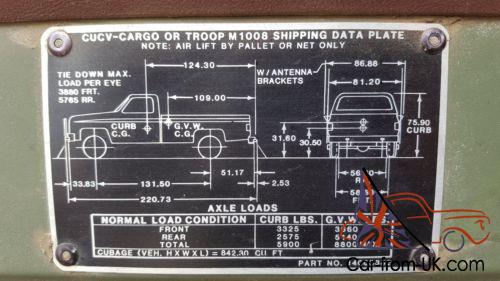 CUCV-CARGO OR TROOP M1008 SHIPPING DATA PLATE
NOTE: AIR LIFT BY PALLET OR NET ONLY
TIE DOWN MAX.
LOAD PER EYE
3880 FRT.
5765 RR.
124.30
109.00
CURB
C.G.
G.V.W.
C.G.
W/ANTENNA
BRACKETS
86.88
81.20
31.60
30.50
75.90
CURB
51.17
33.83
131.50
2.53
220.73
AXLE LOADS
NORMAL LOAD CONDITION CURB LBS. G.V.W.
FRONT 3325
REAR 2575
TOTAL 5900 8800
CUBAGE (VEH. HXWXL) = 842.30 CU FT
PART NO.
Car-from-UK.com